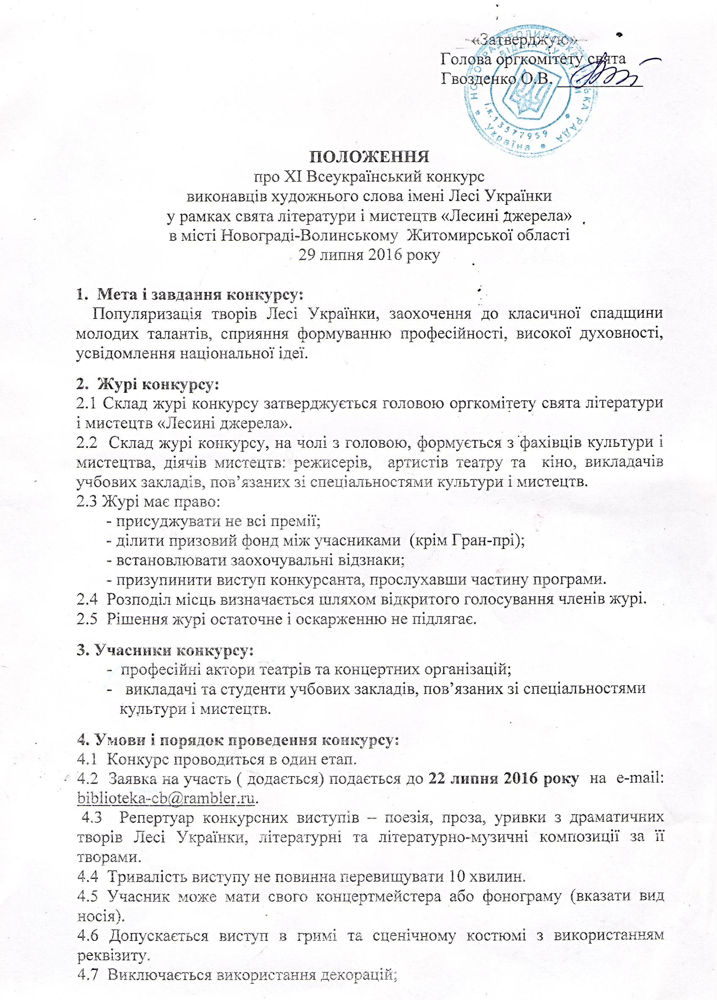 «Затверджую»
Голова оргкомітету свята
Гвозденко О.В.
НОВОГРАД-ВОЛИНСЬКА МІСЬКА РАДА
ВІДДІЛ КУЛЬТУРИ
і.к.13577959
Україна
ПОЛОЖЕННЯ
про XI Всеукраїнський конкурс
виконавців художнього слова імені Лесі Українки
у рамках свята літератури і мистецтв «Лесині джерела»
в місті Новограді-Волинському Житомирської області
29 липня 2016 року
1. Мета і завдання конкурсу:
Популяризація творів Лесі Українки, заохочення до класичної спадщини
молодих талантів, сприяння формуванню професійності, високої духовності,
усвідомлення національної ідеї.
2. Журі конкурсу:
2.1 Склад журі конкурсу затверджується головою оргкомітету свята літератури
і мистецтв «Лесині джерела».
2.2 Склад журі конкурсу, на чолі з головою, формується з фахівців культури і
мистецтва, діячів мистецтв: режисерів, артистів театру та кіно, викладачів
учбових закладів, пов’язаних зі спеціальностями культури і мистецтв.
2.3 Журі має право:
- присуджувати не всі премії;
- ділити призовий фонд між учасниками (крім Гран-прі);
- встановлювати заохочувальні відзнаки;
- призупинити виступ конкурсанта, прослухавши частину програми.
2.4 Розподіл місць визначається шляхом відкритого голосування членів журі.
2.5 Рішення журі остаточне і оскарженню не підлягає.
3. Учасники конкурсу:
- професійні актори театрів та концертних організацій;
- викладачі та студенти учбових закладів, пов’язаних зі спеціальностями
культури і мистецтв.
4. Умови і порядок проведення конкурсу:
4.1 Конкурс проводиться в один етап.
4.2 Заявка на участь ( додається) подається до 22 липня 2016 року на e-mail:
biblioteka-cb@rambler.ru.
4.3 Репертуар конкурсних виступів – поезія, проза, уривки з драматичних
творів Лесі Українки, літературні та літературно-музичні композиції за її
творами.
4.4 Тривалість виступу не повинна перевищувати 10 хвилин.
4.5 Учасник може мати свого концертмейстера або фонограму (вказати вид
носія).
4.6 Допускається виступ в гримі та сценічному костюмі з використанням
реквізиту.
4.7 Виключається використання декорацій;